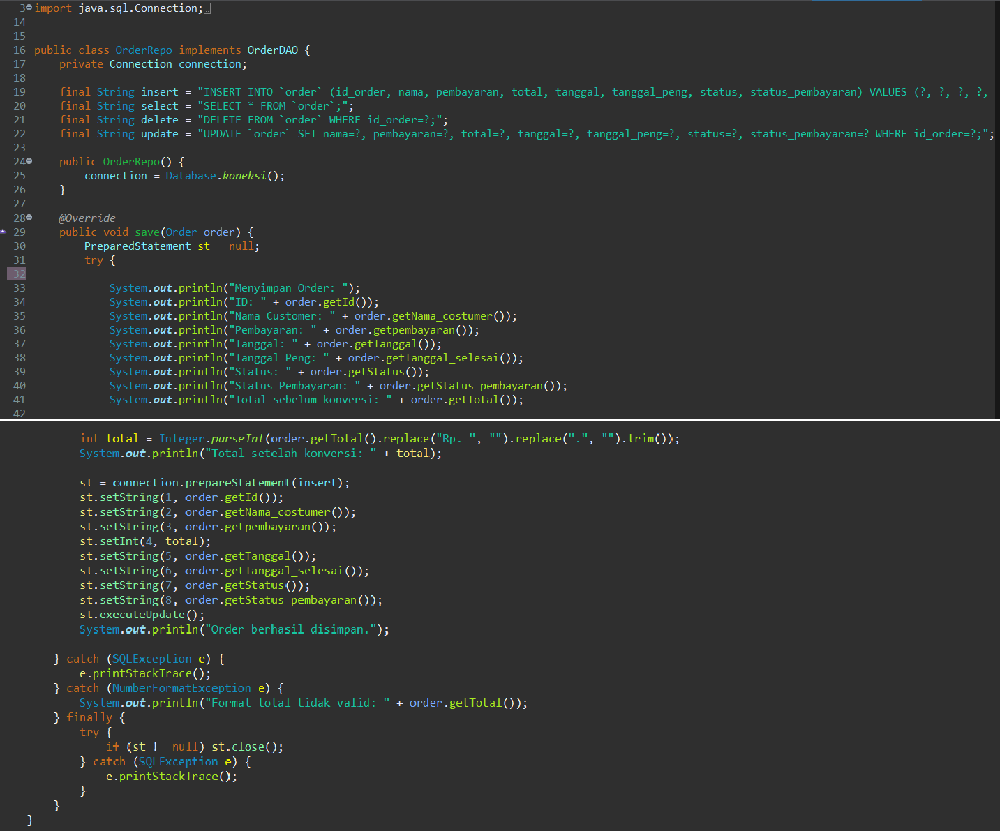 3 import java.sql.Connection;
14
15
16 public class OrderRepo implements OrderDAO {
17     private Connection connection;
18
19     final String insert = "INSERT INTO `order` (id_order, nama, pembayaran, total, tanggal, tanggal_peng, status, status_pembayaran) VALUES (?, ?, ?, ?,
20     final String select = "SELECT * FROM `order`;";
21     final String delete = "DELETE FROM `order` WHERE id_order=?;";
22     final String update = "UPDATE `order` SET nama=?, pembayaran=?, total=?, tanggal=?, tanggal_peng=?, status=?, status_pembayaran=? WHERE id_order=?;";
23
24     public OrderRepo() {
25         connection = Database.koneksi();
26     }
27
28     @Override
29     public void save(Order order) {
30         PreparedStatement st = null;
31         try {
32
33             System.out.println("Menyimpan Order: ");
34             System.out.println("ID: " + order.getId());
35             System.out.println("Nama Customer: " + order.getNama_costumer());
36             System.out.println("Pembayaran: " + order.getpembayaran());
37             System.out.println("Tanggal: " + order.getTanggal());
38             System.out.println("Tanggal Peng: " + order.getTanggal_selesai());
39             System.out.println("Status: " + order.getStatus());
40             System.out.println("Status Pembayaran: " + order.getStatus_pembayaran());
41             System.out.println("Total sebelum konversi: " + order.getTotal());
42
            int total = Integer.parseInt(order.getTotal().replace("Rp. ", "").replace(".", "").trim());
            System.out.println("Total setelah konversi: " + total);
            st = connection.prepareStatement(insert);
            st.setString(1, order.getId());
            st.setString(2, order.getNama_costumer());
            st.setString(3, order.getpembayaran());
            st.setInt(4, total);
            st.setString(5, order.getTanggal());
            st.setString(6, order.getTanggal_selesai());
            st.setString(7, order.getStatus());
            st.setString(8, order.getStatus_pembayaran());
            st.executeUpdate();
            System.out.println("Order berhasil disimpan.");
        } catch (SQLException e) {
            e.printStackTrace();
        } catch (NumberFormatException e) {
            System.out.println("Format total tidak valid: " + order.getTotal());
        } finally {
            try {
                if (st != null) st.close();
            } catch (SQLException e) {
                e.printStackTrace();
            }
        }
    }